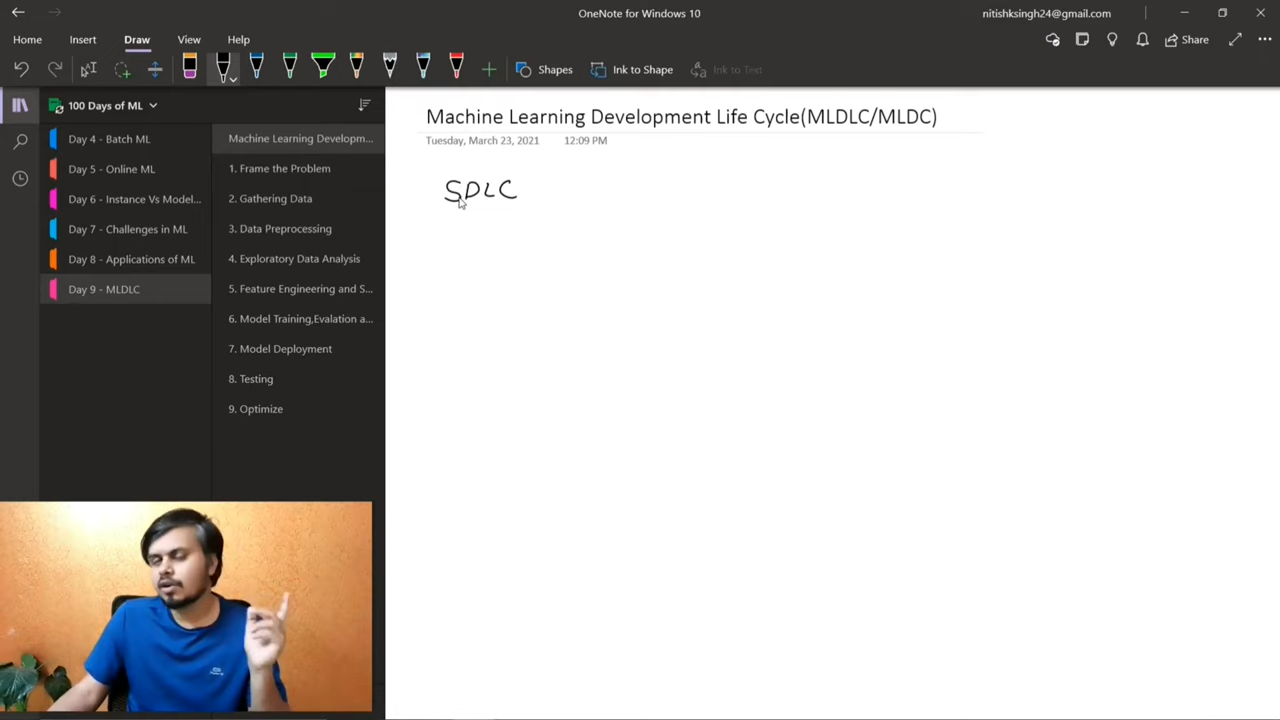 OneNote for Windows 10
nitishksingh24@gmail.com
Home Insert Draw View Help
Share
Shapes Ink to Shape Ink to Text
100 Days of ML
Day 4 - Batch ML
Day 5 - Online ML
Day 6 - Instance Vs Model...
Day 7 - Challenges in ML
Day 8 - Applications of ML
Day 9 - MLDLC
Machine Learning Developm...
1. Frame the Problem
2. Gathering Data
3. Data Preprocessing
4. Exploratory Data Analysis
5. Feature Engineering and S...
6. Model Training,Evalation a...
7. Model Deployment
8. Testing
9. Optimize
Machine Learning Development Life Cycle(MLDLC/MLDC)
Tuesday, March 23, 2021 12:09 PM
SDLC